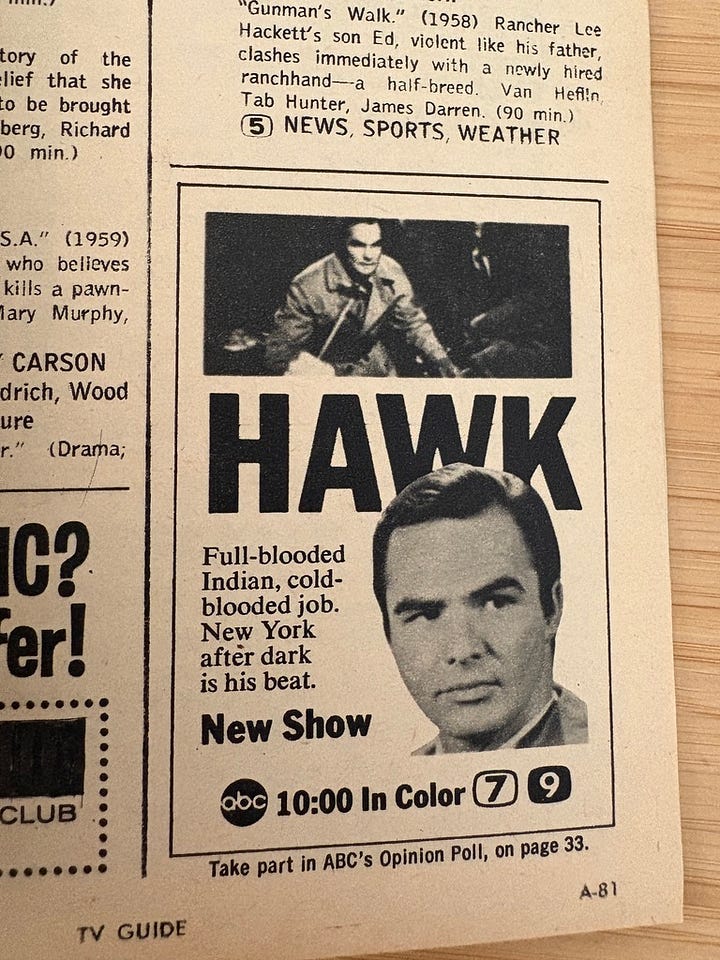 tory of the
elief that she
to be brought
berg, Richard
0 min.)
S.A." (1959)
who believes
kills a pawn-
Mary Murphy,
CARSON
drich, Wood
ure
r." (Drama;
IC?
fer!
CLUB
"Gunman's Walk." (1958) Rancher Lee
Hackett's son Ed, violent like his father,
clashes immediately with a newly hired
ranchhand—a half-breed. Van Heflin,
Tab Hunter, James Darren. (90 min.)
5 NEWS, SPORTS, WEATHER
HAWK
Full-blooded
Indian, cold-
blooded job.
New York
after dark
is his beat.
New Show
abc 10:00 In Color 7 9
Take part in ABC's Opinion Poll, on page 33.
A-81
TV GUIDE